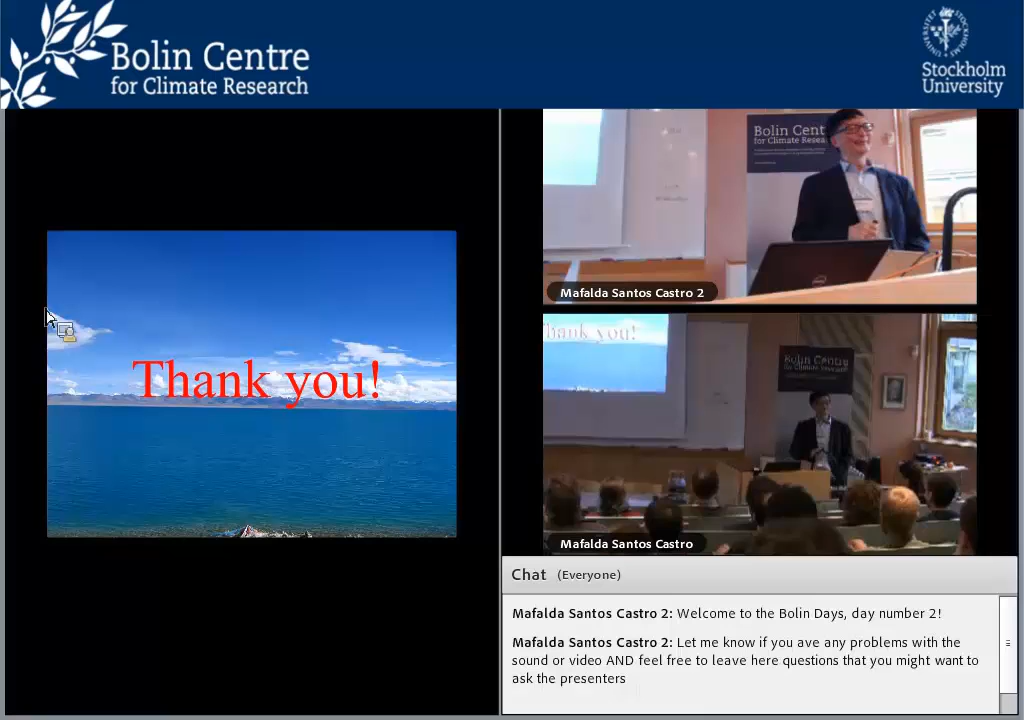 Bolin Centre
for Climate Research
Stockholm
University
Thank you!
Bolin Cent
for Climate Resea
Mafalda Santos Castro 2
Thank you!
Bolin Centre
for Climate Research
Mafalda Santos Castro
Chat (Everyone)
Mafalda Santos Castro 2: Welcome to the Bolin Days, day number 2!
Mafalda Santos Castro 2: Let me know if you ave any problems with the
sound or video AND feel free to leave here questions that you might want to
ask the presenters